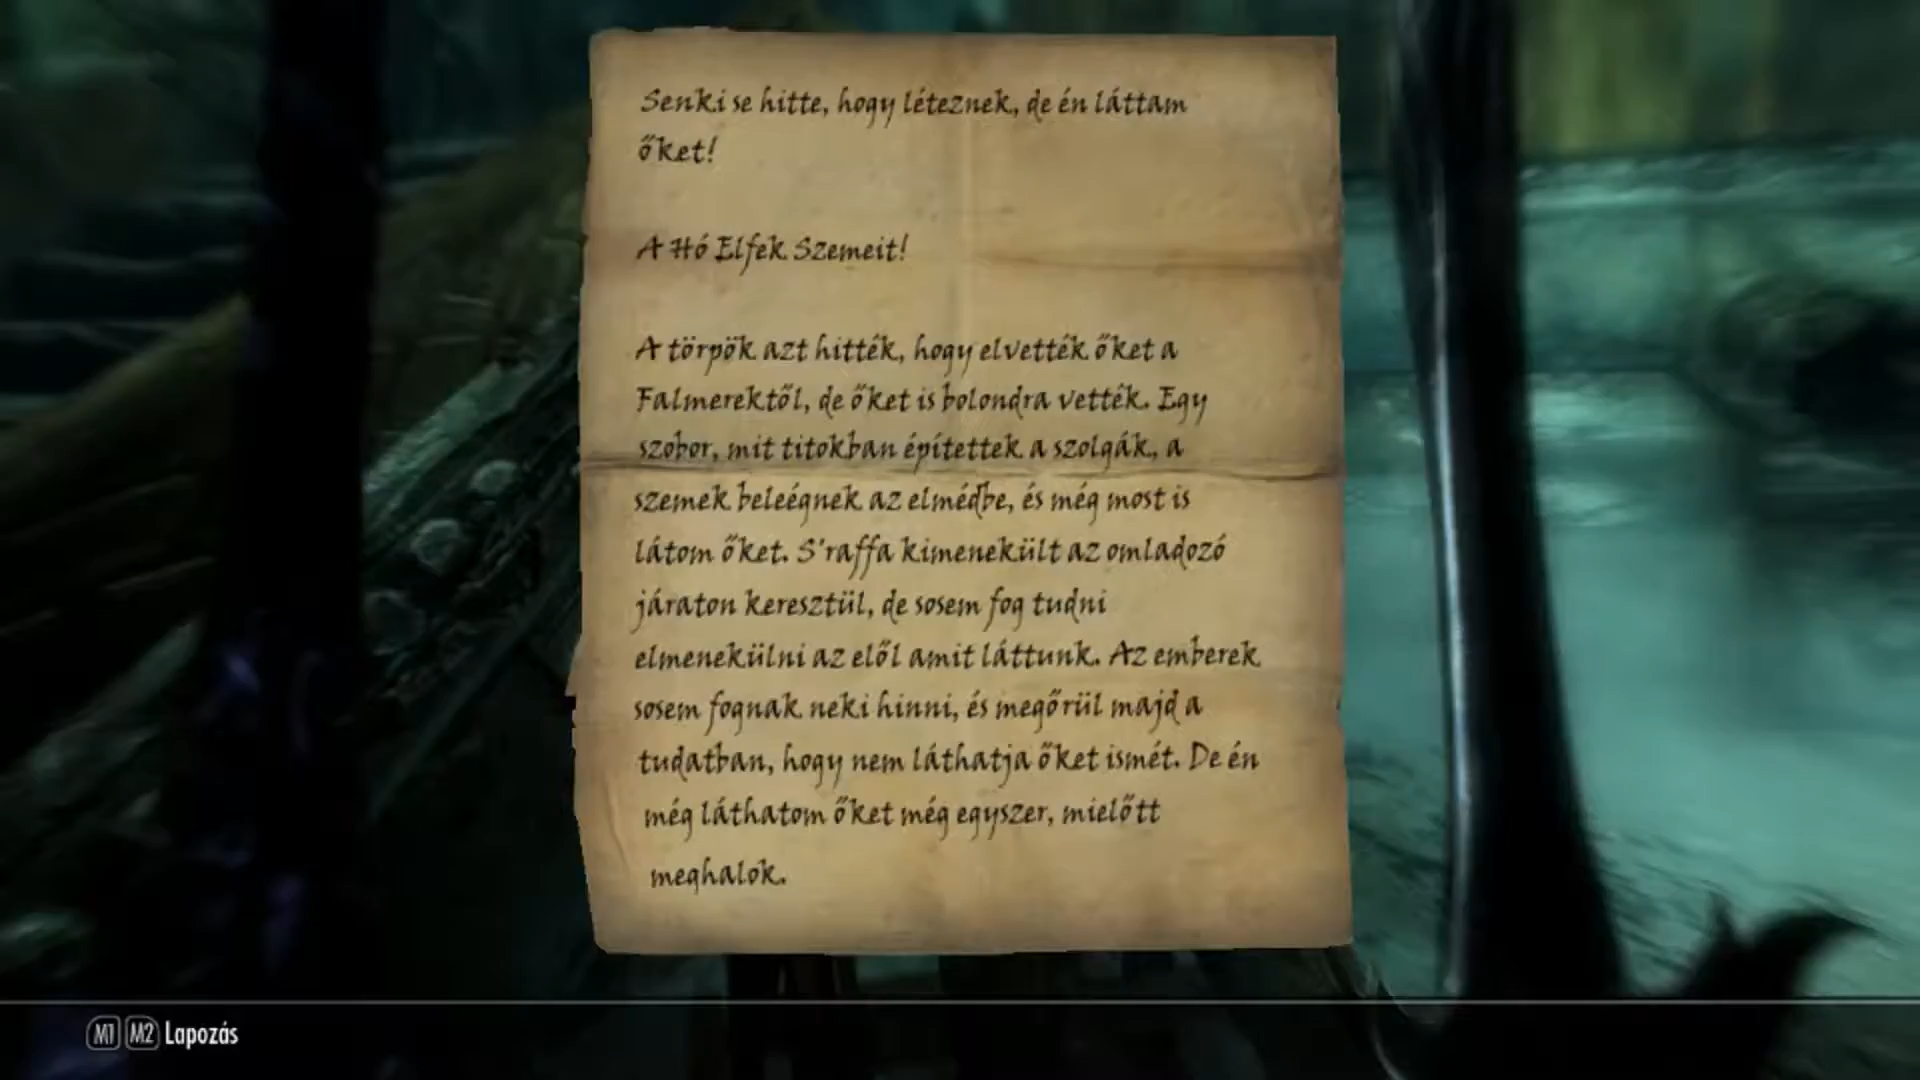 Senki se hitte, hogy léteznek, de én láttam
őket!
A Hó Elfek Szemeit!
A törpök azt hitték, hogy elvették őket a
Falmerektől, de őket is bolondra vették. Egy
szobor, mit titokban építettek a szolgák, a
szemek beleégnek az elmédbe, és még most is
látom őket. S'raffa kimenekült az omladozó
járaton keresztül, de sosem fog tudni
elmenekülni az elől amit láttunk. Az emberek
sosem fognak neki hinni, és megőrül majd a
tudatban, hogy nem láthatja őket ismét. De én
még láthatom őket még egyszer, mielőtt
meghalok.
M1 M2 Lapozás